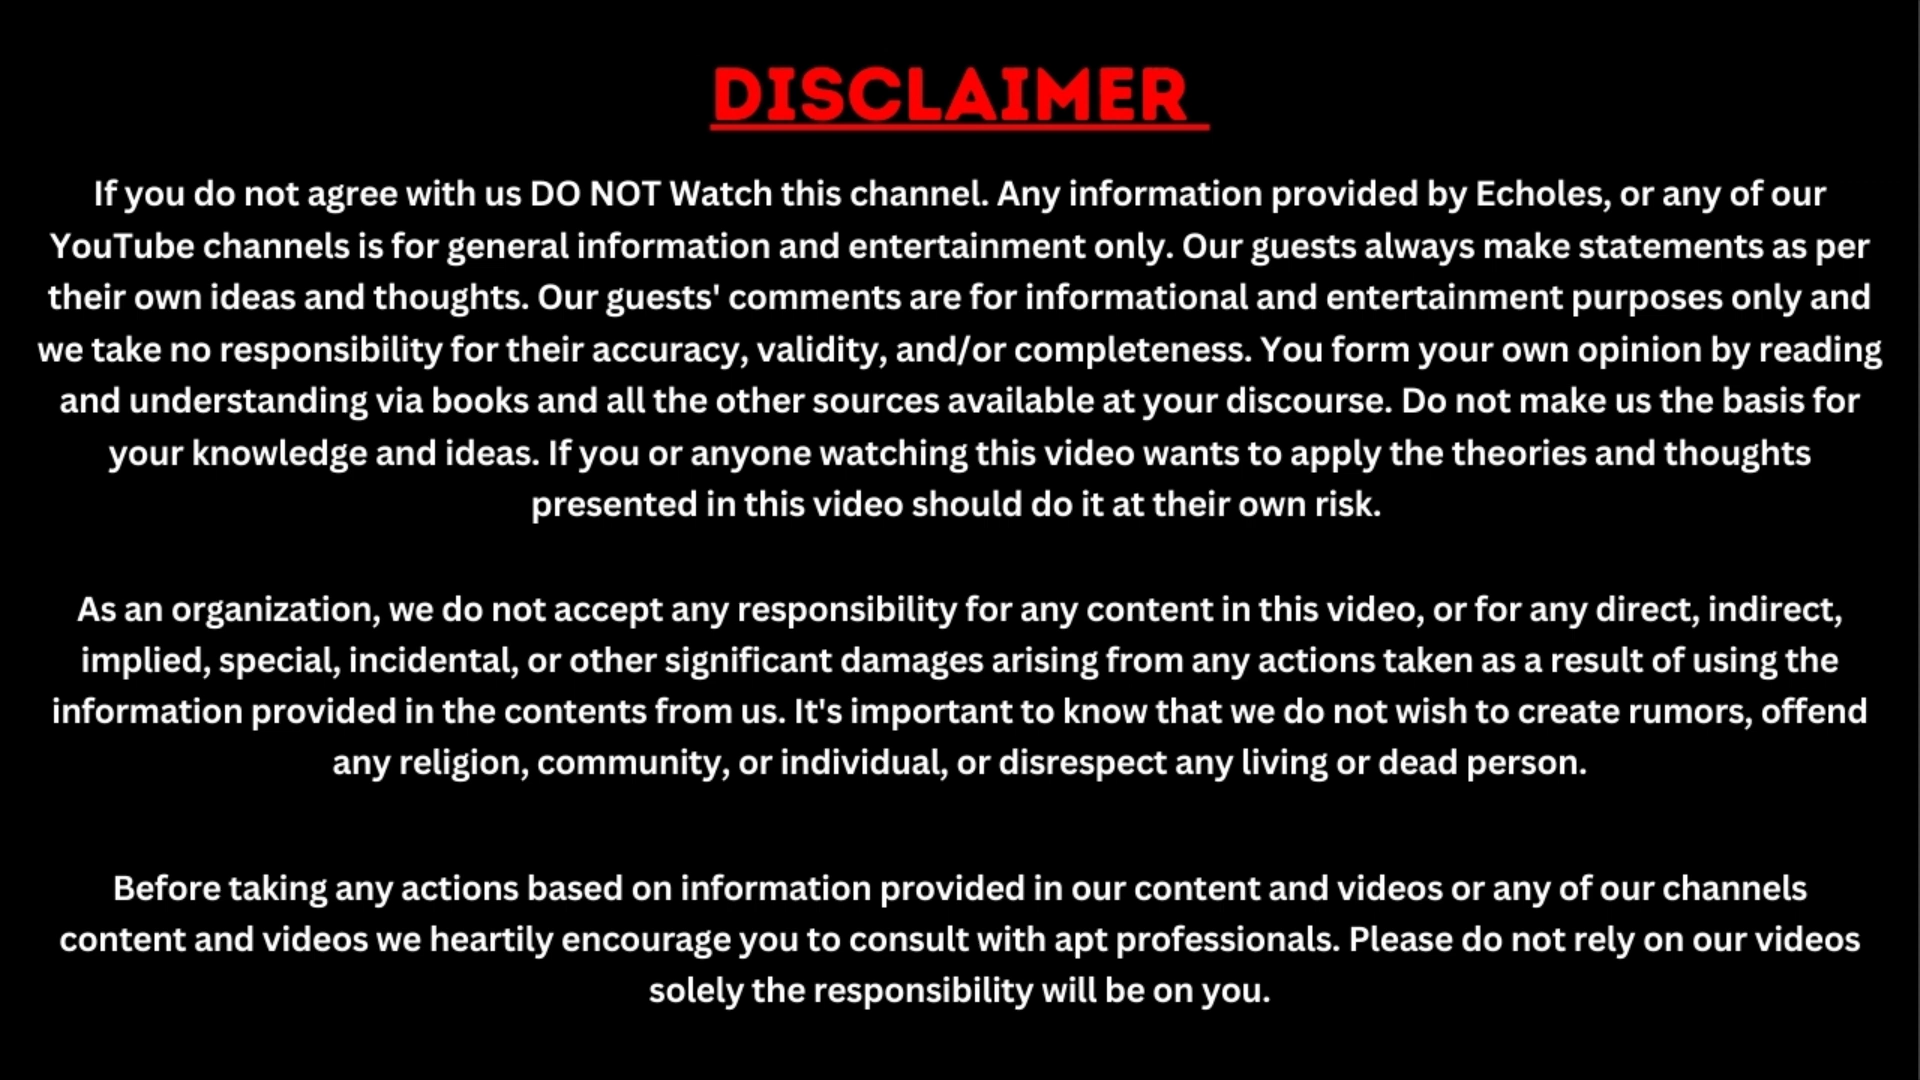 DISCLAIMER
If you do not agree with us DO NOT Watch this channel. Any information provided by Echoles, or any of our
YouTube channels is for general information and entertainment only. Our guests always make statements as per
their own ideas and thoughts. Our guests' comments are for informational and entertainment purposes only and
we take no responsibility for their accuracy, validity, and/or completeness. You form your own opinion by reading
and understanding via books and all the other sources available at your discourse. Do not make us the basis for
your knowledge and ideas. If you or anyone watching this video wants to apply the theories and thoughts
presented in this video should do it at their own risk.
As an organization, we do not accept any responsibility for any content in this video, or for any direct, indirect,
implied, special, incidental, or other significant damages arising from any actions taken as a result of using the
information provided in the contents from us. It's important to know that we do not wish to create rumors, offend
any religion, community, or individual, or disrespect any living or dead person.
Before taking any actions based on information provided in our content and videos or any of our channels
content and videos we heartily encourage you to consult with apt professionals. Please do not rely on our videos
solely the responsibility will be on you.